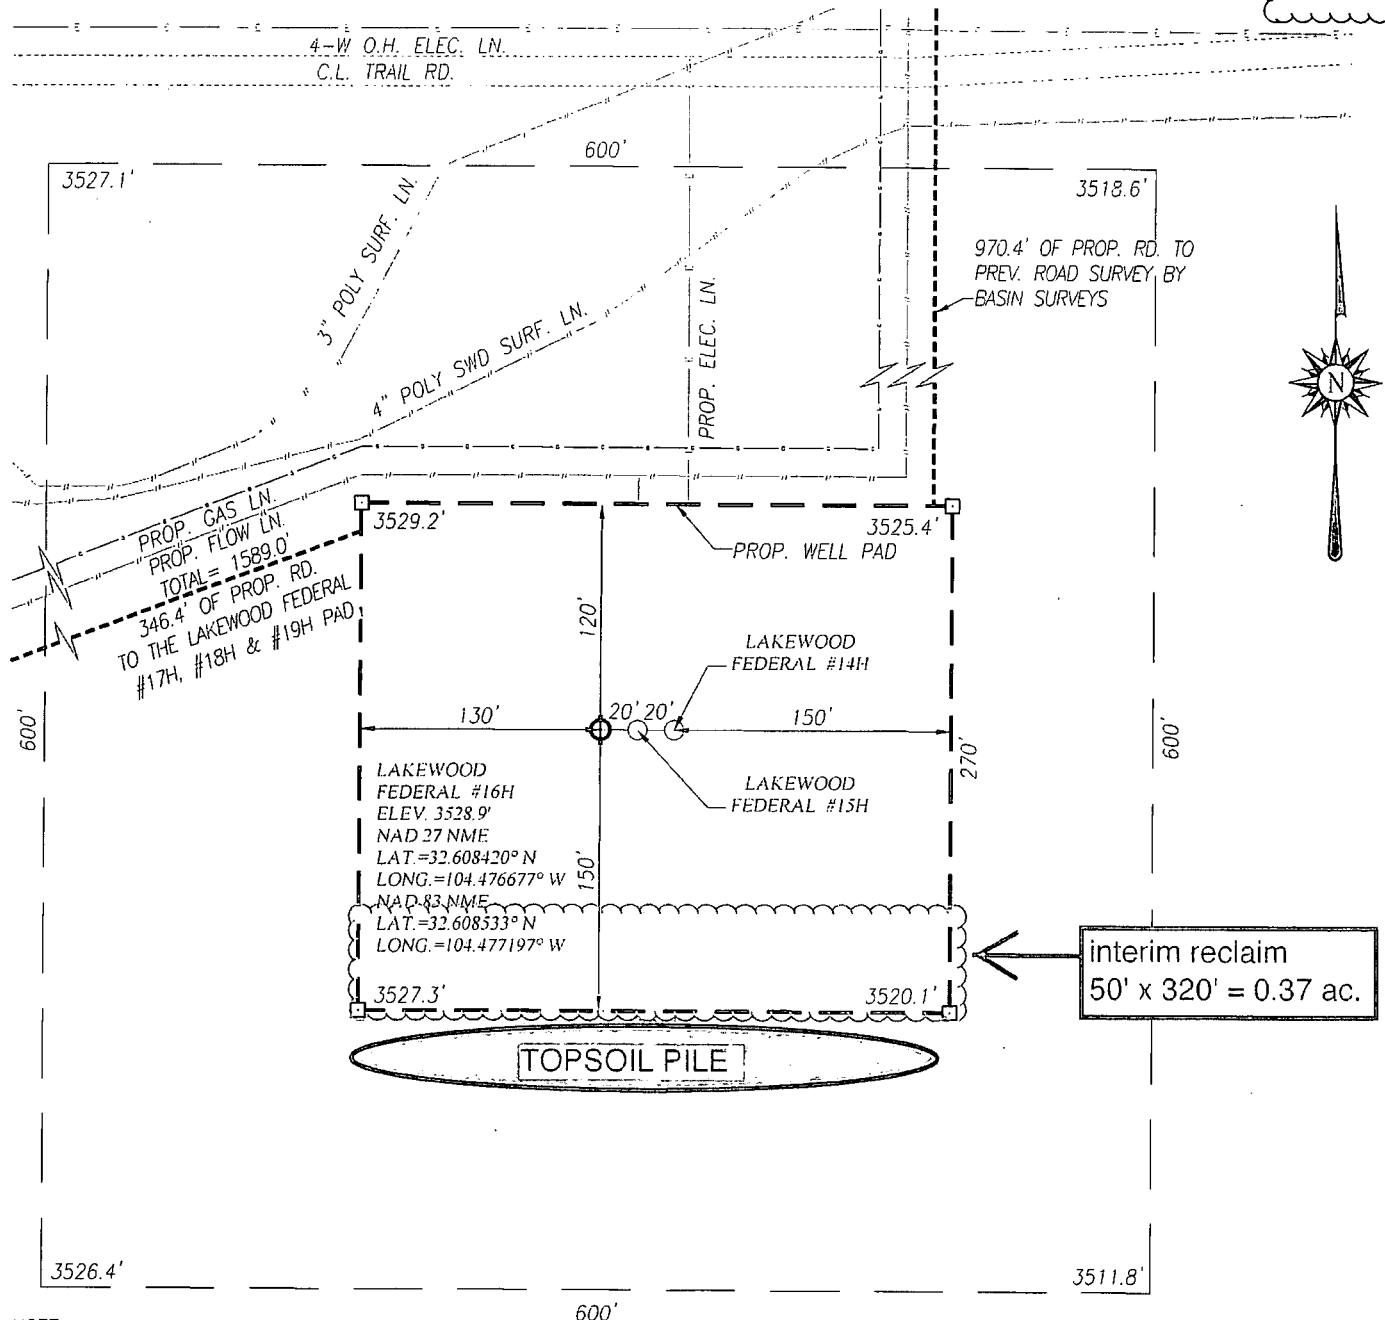 4-W O.H. ELEC. LN.
C.L. TRAIL RD.
600'
3527.1'
3518.6'
3" POLY SURF. LN.
970.4' OF PROP. RD. TO
PREV. ROAD SURVEY BY
BASIN SURVEYS
4" POLY SWD SURF. LN.
PROP. ELEC. LN.
N
PROP. GAS LN.
PROP. FLOW LN.
TOTAL= 1589.0'
346.4' OF PROP. RD.
TO THE LAKEWOOD FEDERAL
#17H, #18H & #19H PAD
3529.2'
3525.4'
PROP. WELL PAD
120'
LAKEWOOD
FEDERAL #14H
130'
20' 20'
150'
600'
270'
600'
LAKEWOOD
FEDERAL #15H
LAKEWOOD
FEDERAL #16H
ELEV. 3528.9'
NAD 27 NME
LAT.=32.608420° N
LONG.=104.476677° W
NAD 83 NME
LAT.=32.608533° N
LONG.=104.477197° W
150'
interim reclaim
50' x 320' = 0.37 ac.
3527.3'
3520.1'
TOPSOIL PILE
3526.4'
3511.8'
600'